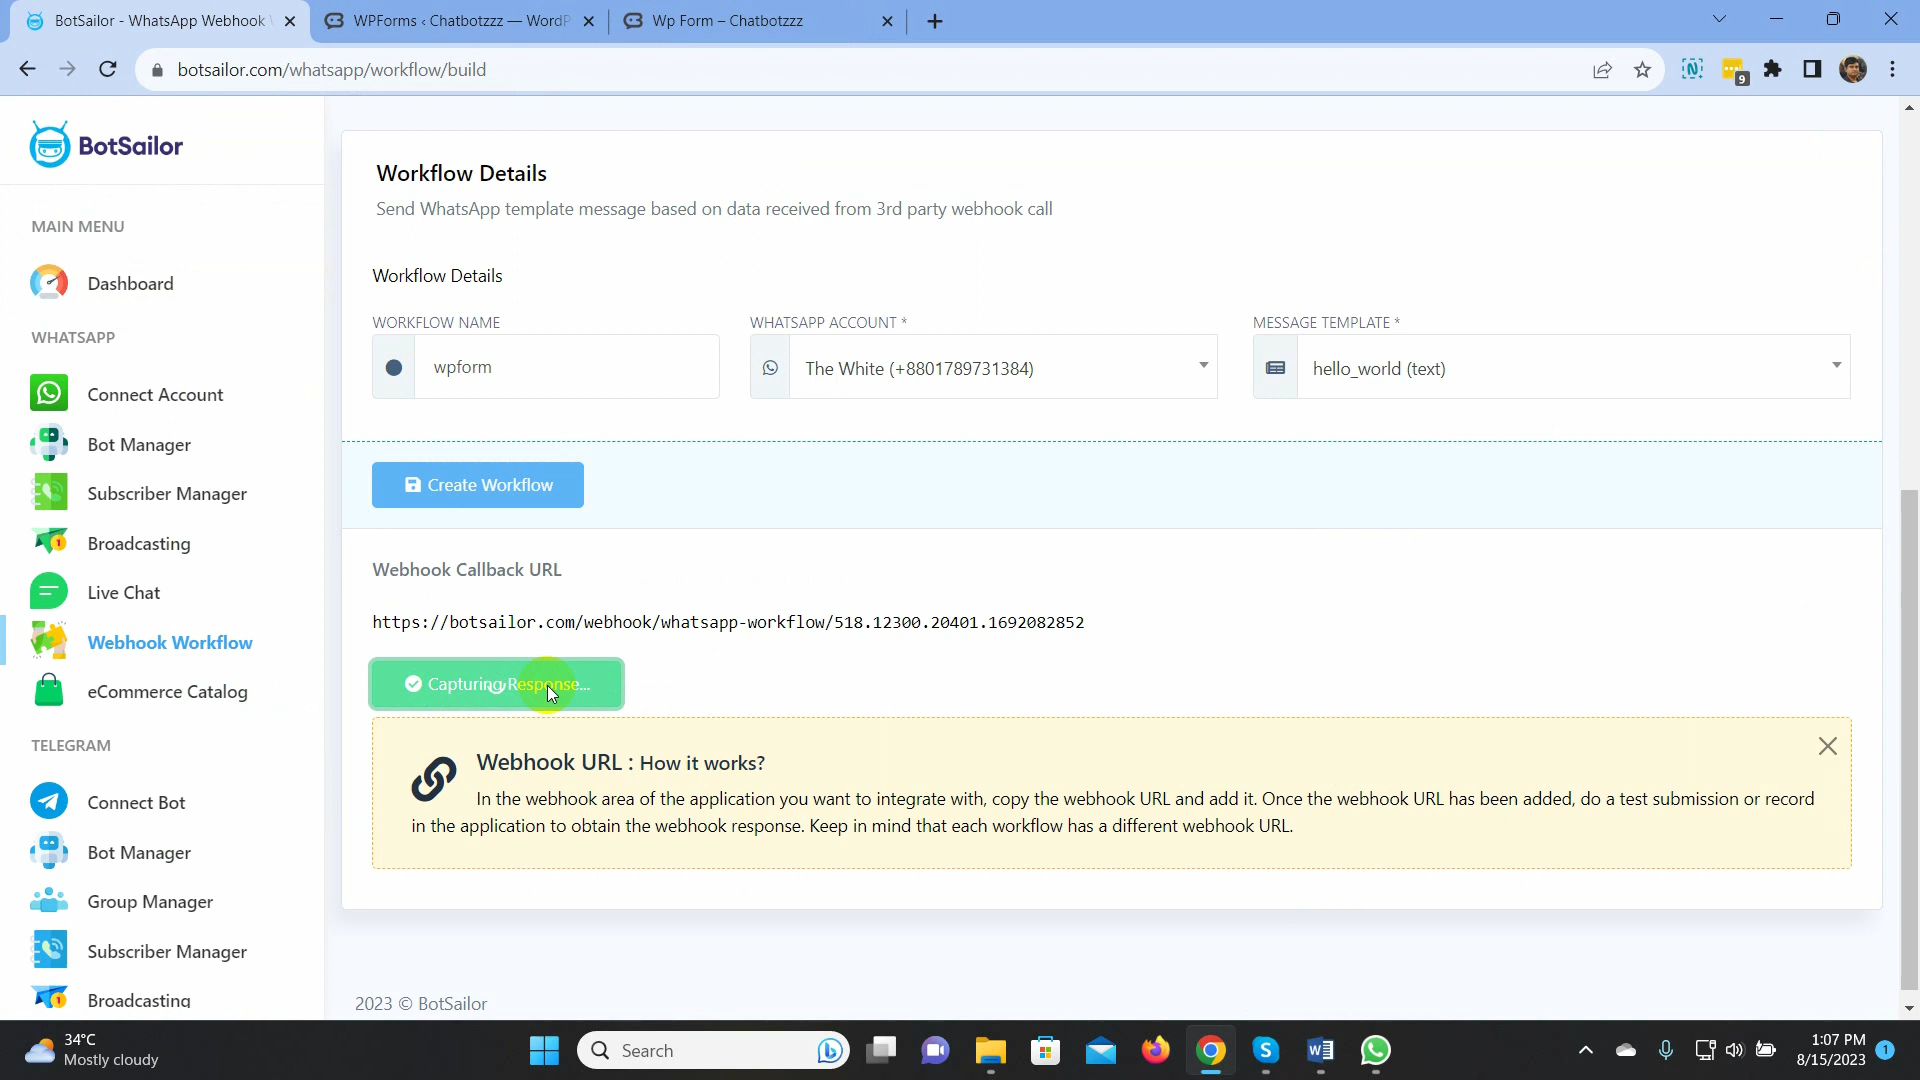 BotSailor - WhatsApp Webhook
WPForms ‹ Chatbotzzz — WordP
Wp Form – Chatbotzzz
botsailor.com/whatsapp/workflow/build
9
BotSailor
MAIN MENU
Dashboard
WHATSAPP
Connect Account
Bot Manager
Subscriber Manager
1
Broadcasting
Live Chat
Webhook Workflow
eCommerce Catalog
TELEGRAM
Connect Bot
Bot Manager
Group Manager
Subscriber Manager
1
Broadcasting
Workflow Details
Send WhatsApp template message based on data received from 3rd party webhook call
Workflow Details
WORKFLOW NAME
WHATSAPP ACCOUNT *
MESSAGE TEMPLATE *
wpform
The White (+8801789731384)
hello_world (text)
Create Workflow
Webhook Callback URL
https://botsailor.com/webhook/whatsapp-workflow/518.12300.20401.1692082852
Capturing Response...
Webhook URL : How it works?
In the webhook area of the application you want to integrate with, copy the webhook URL and add it. Once the webhook URL has been added, do a test submission or record
in the application to obtain the webhook response. Keep in mind that each workflow has a different webhook URL.
2023 © BotSailor
34°C
Mostly cloudy
Search
1:07 PM
8/15/2023
1